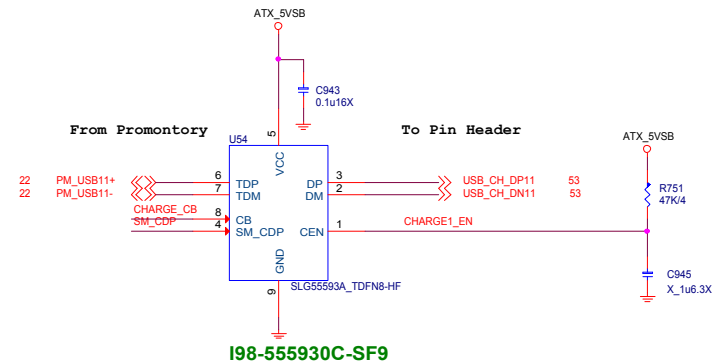 ATX_5VSB
C943
0.1u16X
From Promontory
To Pin Header
U54
5
VCC
ATX_5VSB
22 PM_USB11+
6
TDP
DP
3
USB_CH_DP11 53
22 PM_USB11-
7
TDM
DM
2
USB_CH_DN11 53
R751
47K/4
CHARGE_CB
8
CB
SM_CDP
4
SM_CDP
CEN
1
CHARGE1_EN
GND
9
SLG55593A_TDFN8-HF
C945
X_1u6.3X
I98-555930C-SF9